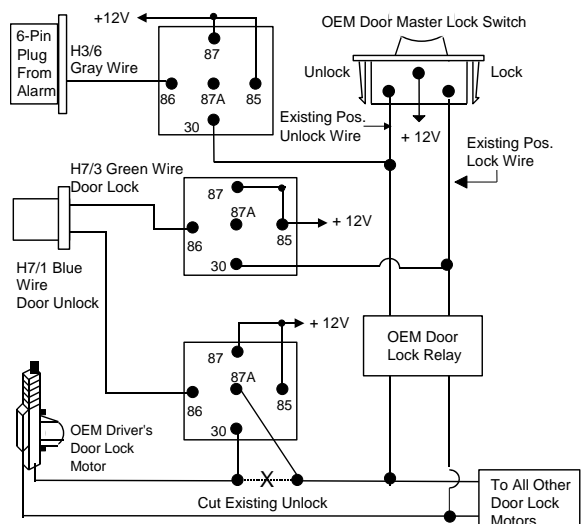 +12V
OEM Door Master Lock Switch
6-Pin
Plug
From
Alarm
H3/6
Gray Wire
87
86
87A
85
30
Unlock
Lock
Existing Pos.
Unlock Wire
+ 12V
Existing Pos.
Lock Wire
H7/3 Green Wire
Door Lock
87
87A
86
85
30
+ 12V
H7/1 Blue
Wire
Door Unlock
+ 12V
OEM Door
Lock Relay
87
87A
86
85
30
OEM Driver's
Door Lock
Motor
X
Cut Existing Unlock
To All Other
Door Lock
Motors